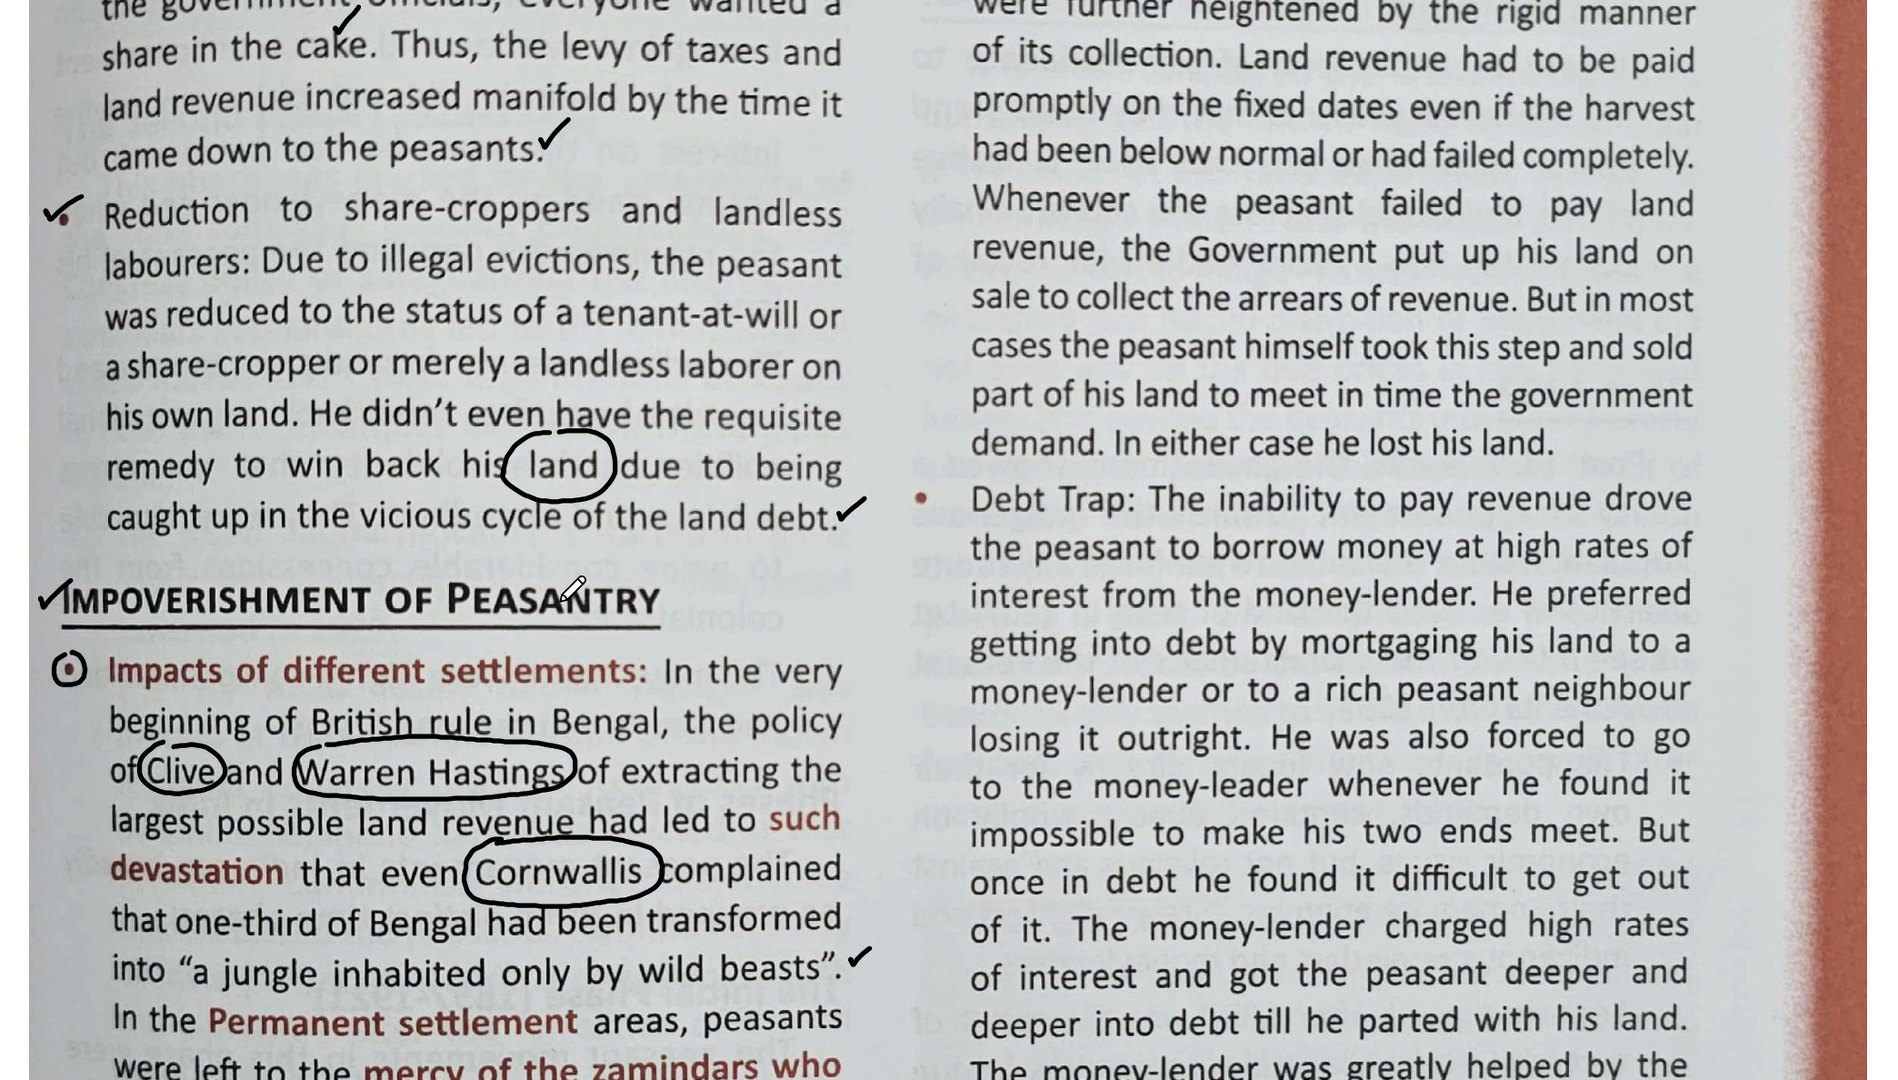 the government officials, everyone wanted a
share in the cake. Thus, the levy of taxes and
land revenue increased manifold by the time it
came down to the peasants.
• Reduction to share-croppers and landless
labourers: Due to illegal evictions, the peasant
was reduced to the status of a tenant-at-will or
a share-cropper or merely a landless laborer on
his own land. He didn't even have the requisite
remedy to win back his land due to being
caught up in the vicious cycle of the land debt.
IMPOVERISHMENT OF PEASANTRY
• Impacts of different settlements: In the very
beginning of British rule in Bengal, the policy
of Clive and Warren Hastings of extracting the
largest possible land revenue had led to such
devastation that even Cornwallis complained
that one-third of Bengal had been transformed
into “a jungle inhabited only by wild beasts”.
In the Permanent settlement areas, peasants
were left to the mercy of the zamindars who
were further heightened by the rigid manner
of its collection. Land revenue had to be paid
promptly on the fixed dates even if the harvest
had been below normal or had failed completely.
Whenever the peasant failed to pay land
revenue, the Government put up his land on
sale to collect the arrears of revenue. But in most
cases the peasant himself took this step and sold
part of his land to meet in time the government
demand. In either case he lost his land.
• Debt Trap: The inability to pay revenue drove
the peasant to borrow money at high rates of
interest from the money-lender. He preferred
getting into debt by mortgaging his land to a
money-lender or to a rich peasant neighbour
losing it outright. He was also forced to go
to the money-leader whenever he found it
impossible to make his two ends meet. But
once in debt he found it difficult to get out
of it. The money-lender charged high rates
of interest and got the peasant deeper and
deeper into debt till he parted with his land.
The money-lender was greatly helped by the